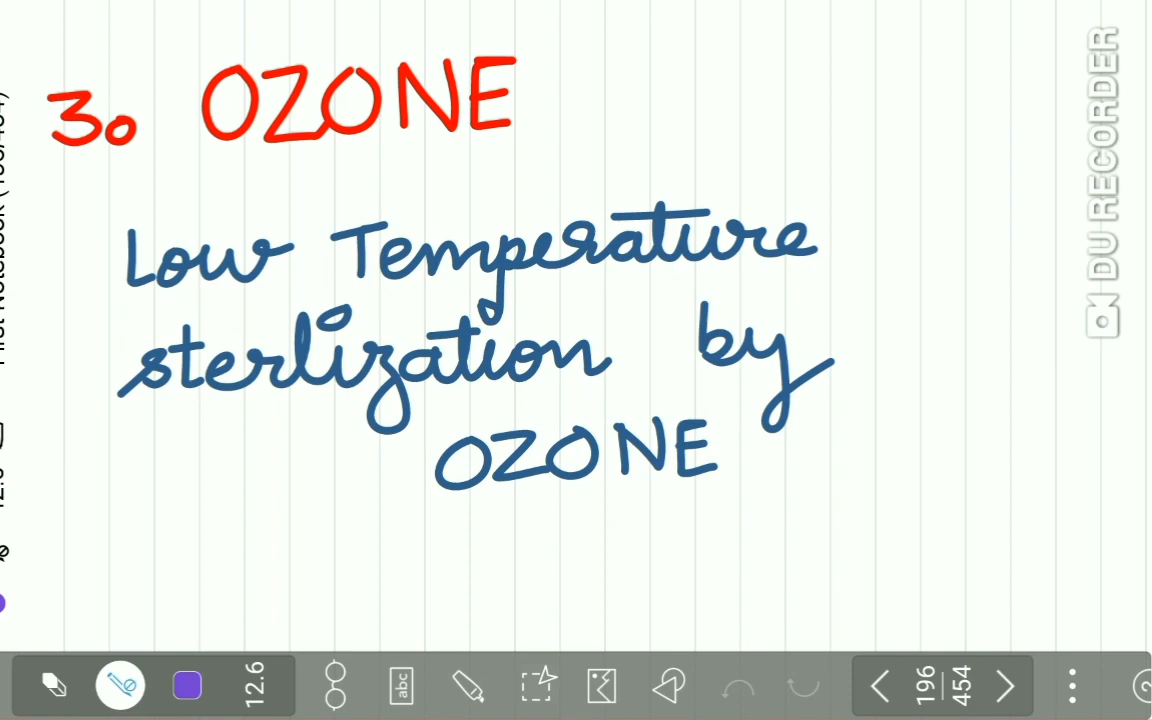 3. OZONE
Low Temperature
sterlization by
OZONE
DU RECORDER
12.6
abc
196
454